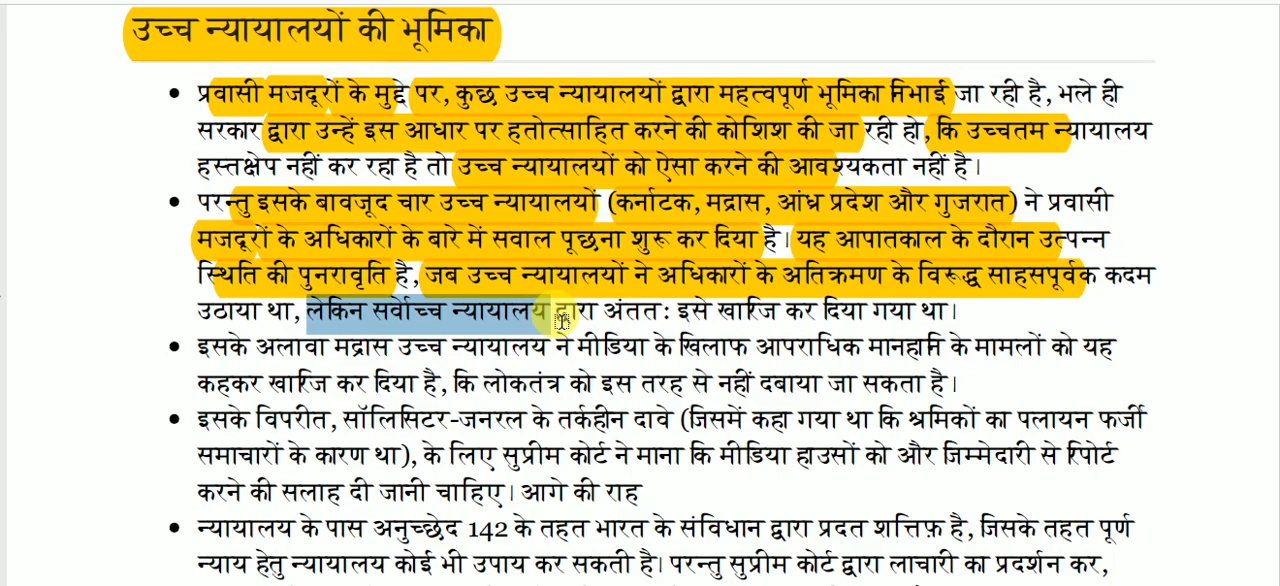 उच्च न्यायालयों की भूमिका
• प्रवासी मजदूरों के मुद्दे पर, कुछ उच्च न्यायालयों द्वारा महत्वपूर्ण भूमिका निभाई जा रही है, भले ही
सरकार द्वारा उन्हें इस आधार पर हतोत्साहित करने की कोशिश की जा रही हो, कि उच्चतम न्यायालय
हस्तक्षेप नहीं कर रहा है तो उच्च न्यायालयों को ऐसा करने की आवश्यकता नहीं है।
• परन्तु इसके बावजूद चार उच्च न्यायालयों (कर्नाटक, मद्रास, आंध्र प्रदेश और गुजरात) ने प्रवासी
मजदूरों के अधिकारों के बारे में सवाल पूछना शुरू कर दिया है। यह आपातकाल के दौरान उत्पन्न
स्थिति की पुनरावृति है, जब उच्च न्यायालयों ने अधिकारों के अतिक्रमण के विरूद्ध साहसपूर्वक कदम
उठाया था, लेकिन सर्वोच्च न्यायालय द्वारा अंततः इसे खारिज कर दिया गया था।
• इसके अलावा मद्रास उच्च न्यायालय ने मीडिया के खिलाफ आपराधिक मानहानि के मामलों को यह
कहकर खारिज कर दिया है, कि लोकतंत्र को इस तरह से नहीं दबाया जा सकता है।
• इसके विपरीत, सॉलिसिटर-जनरल के तर्कहीन दावे (जिसमें कहा गया था कि श्रमिकों का पलायन फर्जी
समाचारों के कारण था), के लिए सुप्रीम कोर्ट ने माना कि मीडिया हाउसों को और जिम्मेदारी से रिपोर्ट
करने की सलाह दी जानी चाहिए। आगे की राह
• न्यायालय के पास अनुच्छेद 142 के तहत भारत के संविधान द्वारा प्रदत शक्तिफ़ है, जिसके तहत पूर्ण
न्याय हेतु न्यायालय कोई भी उपाय कर सकती है। परन्तु सुप्रीम कोर्ट द्वारा लाचारी का प्रदर्शन कर,